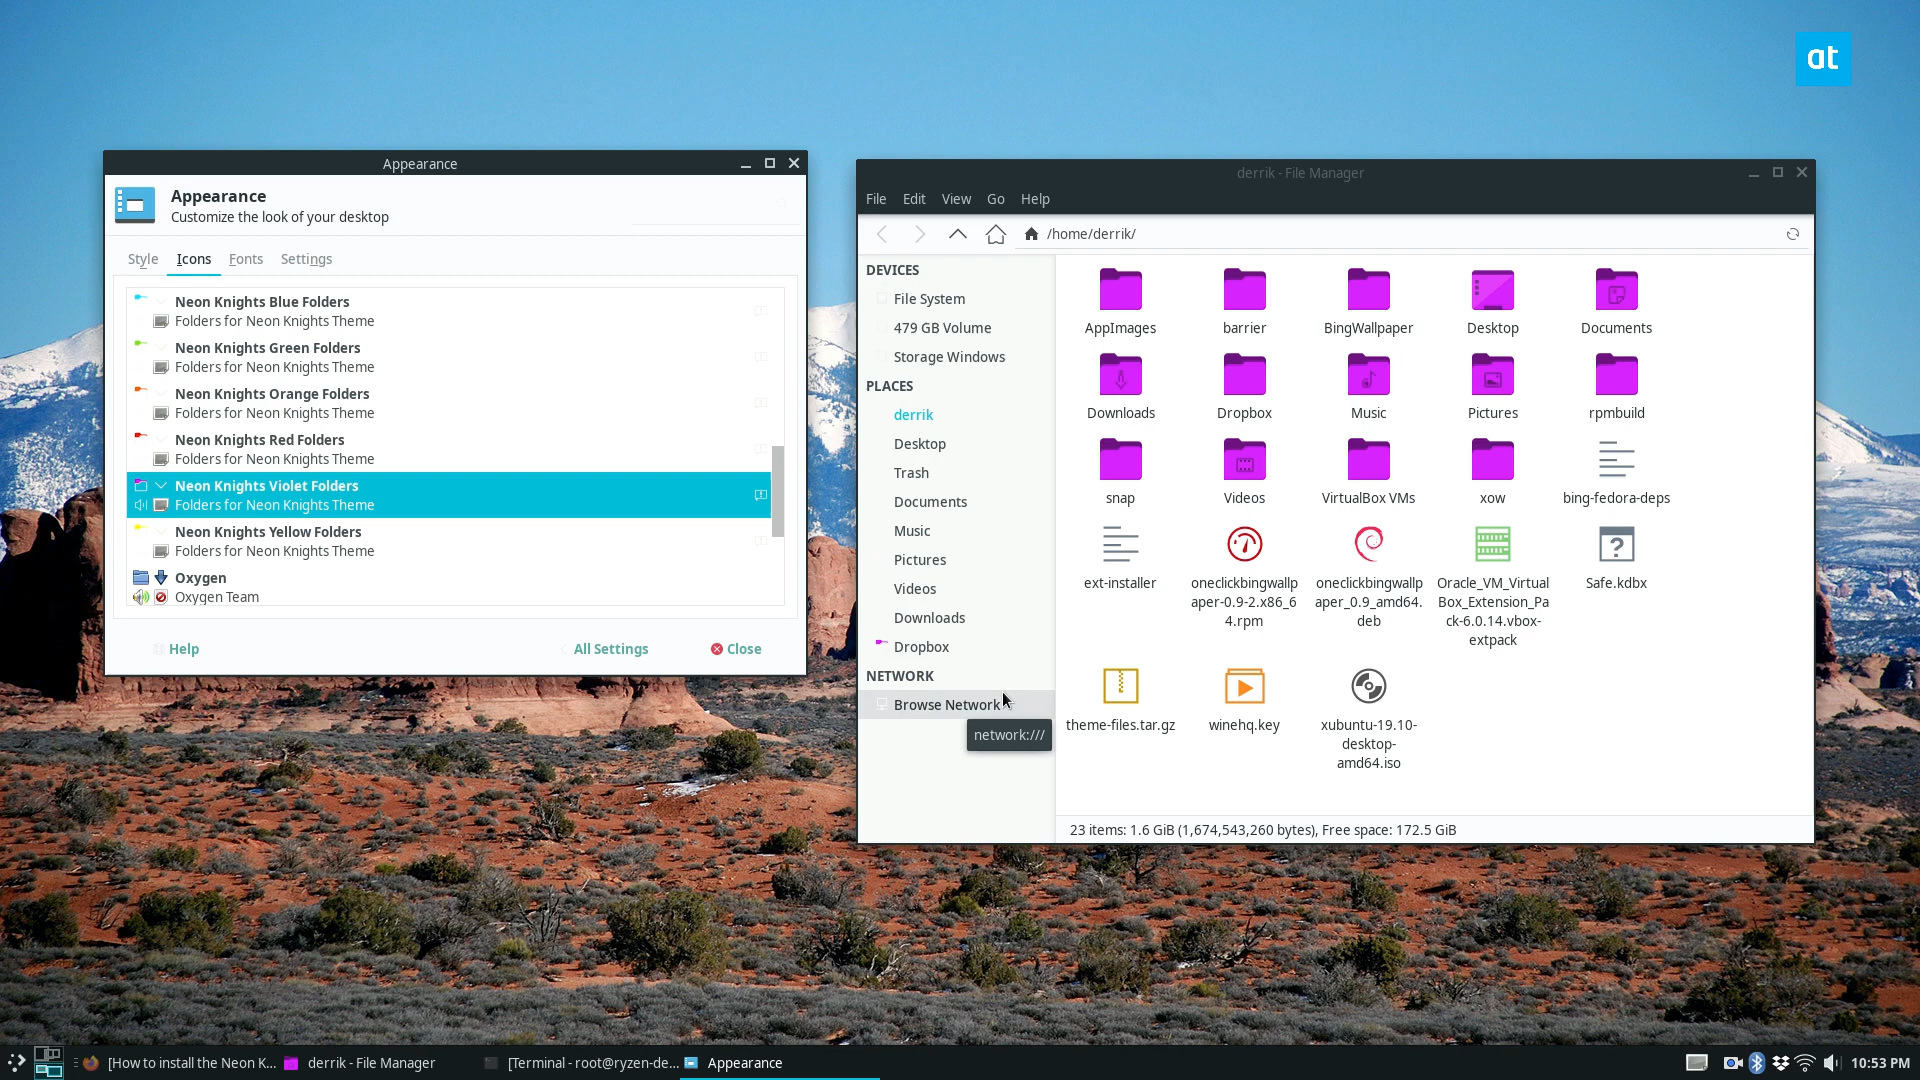 at
Appearance
Appearance
Customize the look of your desktop
Style Icons Fonts Settings
Neon Knights Blue Folders
Folders for Neon Knights Theme
Neon Knights Green Folders
Folders for Neon Knights Theme
Neon Knights Orange Folders
Folders for Neon Knights Theme
Neon Knights Red Folders
Folders for Neon Knights Theme
Neon Knights Violet Folders
Folders for Neon Knights Theme
Neon Knights Yellow Folders
Folders for Neon Knights Theme
Oxygen
Oxygen Team
Help All Settings Close
derrik - File Manager
File Edit View Go Help
/home/derrik/
DEVICES
File System
479 GB Volume
Storage Windows
PLACES
derrik
Desktop
Trash
Documents
Music
Pictures
Videos
Downloads
Dropbox
NETWORK
Browse Network
network:///
AppImages barrier BingWallpaper Desktop Documents
Downloads Dropbox Music Pictures rpmbuild
snap Videos VirtualBox VMs xow bing-fedora-deps
ext-installer
oneclickbingwallp
aper-0.9-2.x86_6
4.rpm
oneclickbingwallp
aper_0.9_amd64.
deb
Oracle_VM_Virtual
Box_Extension_Pa
ck-6.0.14.vbox-
extpack
Safe.kdbx
theme-files.tar.gz
winehq.key
xubuntu-19.10-
desktop-
amd64.iso
23 items: 1.6 GiB (1,674,543,260 bytes), Free space: 172.5 GiB
[How to install the Neon K... derrik - File Manager [Terminal - root@ryzen-de... Appearance 10:53 PM